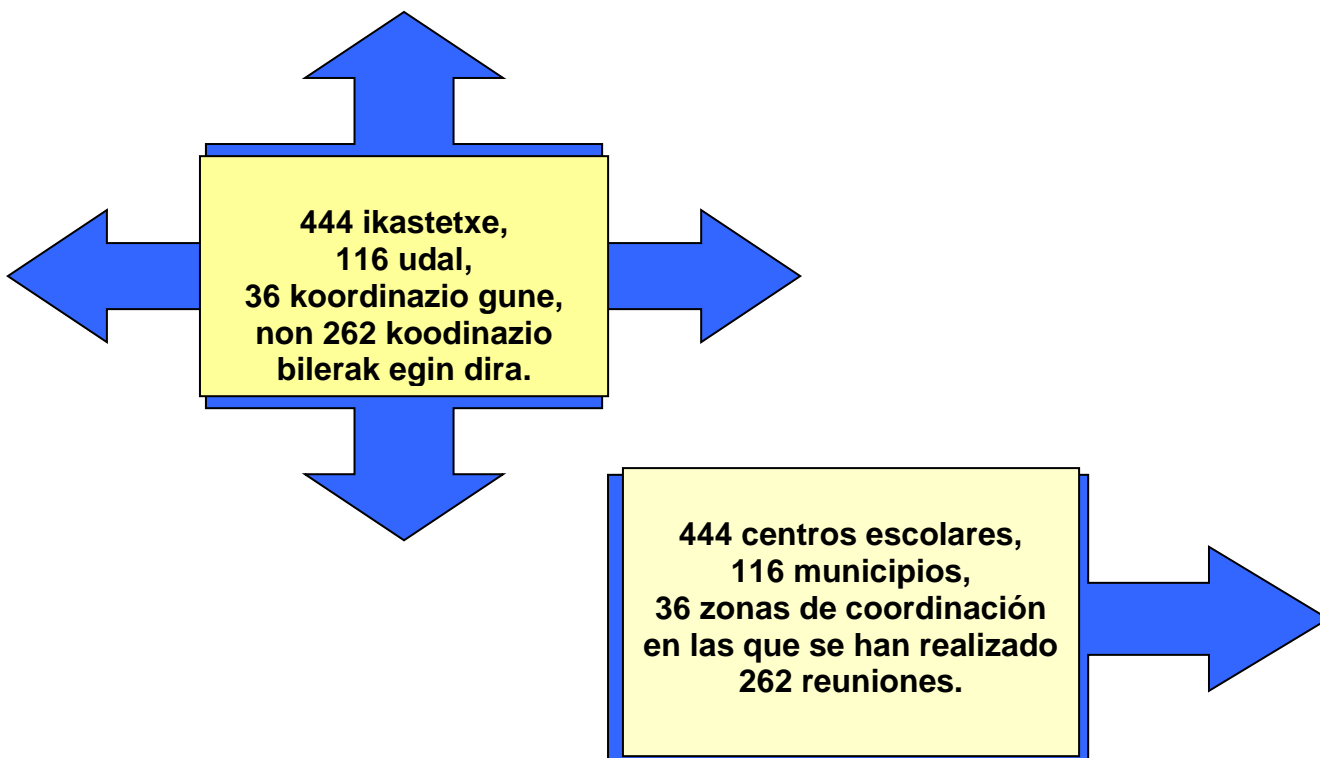 444 ikastetxe,
116 udal,
36 koordinazio gune,
non 262 koodinazio
bilerak egin dira.
444 centros escolares,
116 municipios,
36 zonas de coordinación
en las que se han realizado
262 reuniones.